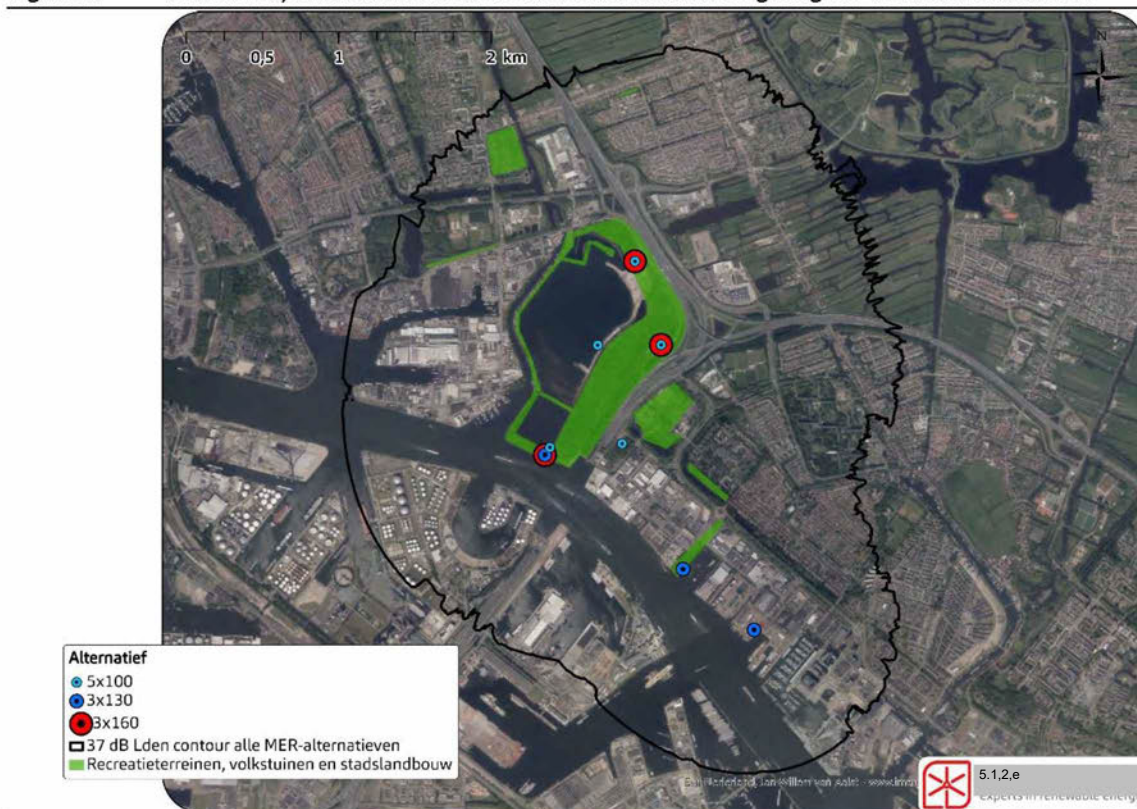 0 0,5 1 2 km
N
Alternatief
5x100
3x130
3x160
37 dB Lden contour alle MER-alternatieven
Recreatieterreinen, volkstuinen en stadslandbouw
5.1,2,e
experts in renewable energy